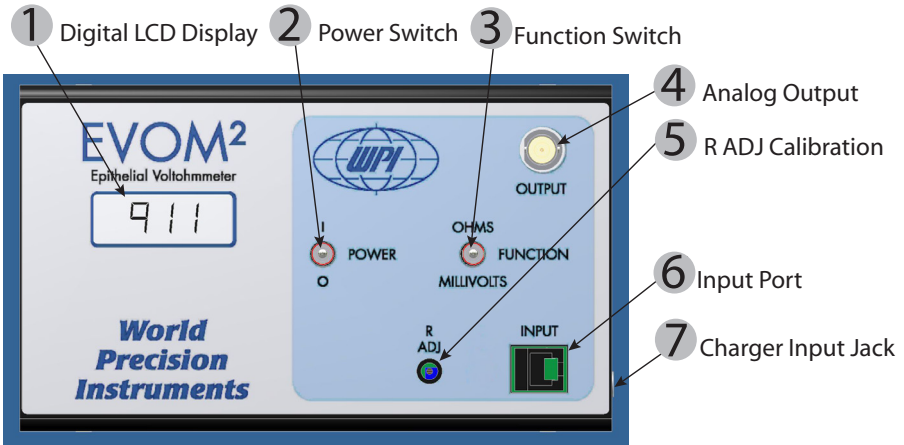 1 Digital LCD Display
2 Power Switch
3 Function Switch
4 Analog Output
5 R ADJ Calibration
6 Input Port
7 Charger Input Jack
EVOM2
Epithelial Voltohmmeter
911
WPI
OUTPUT
I
POWER
O
OHMS
FUNCTION
MILLIVOLTS
R
ADJ
INPUT
World
Precision
Instruments